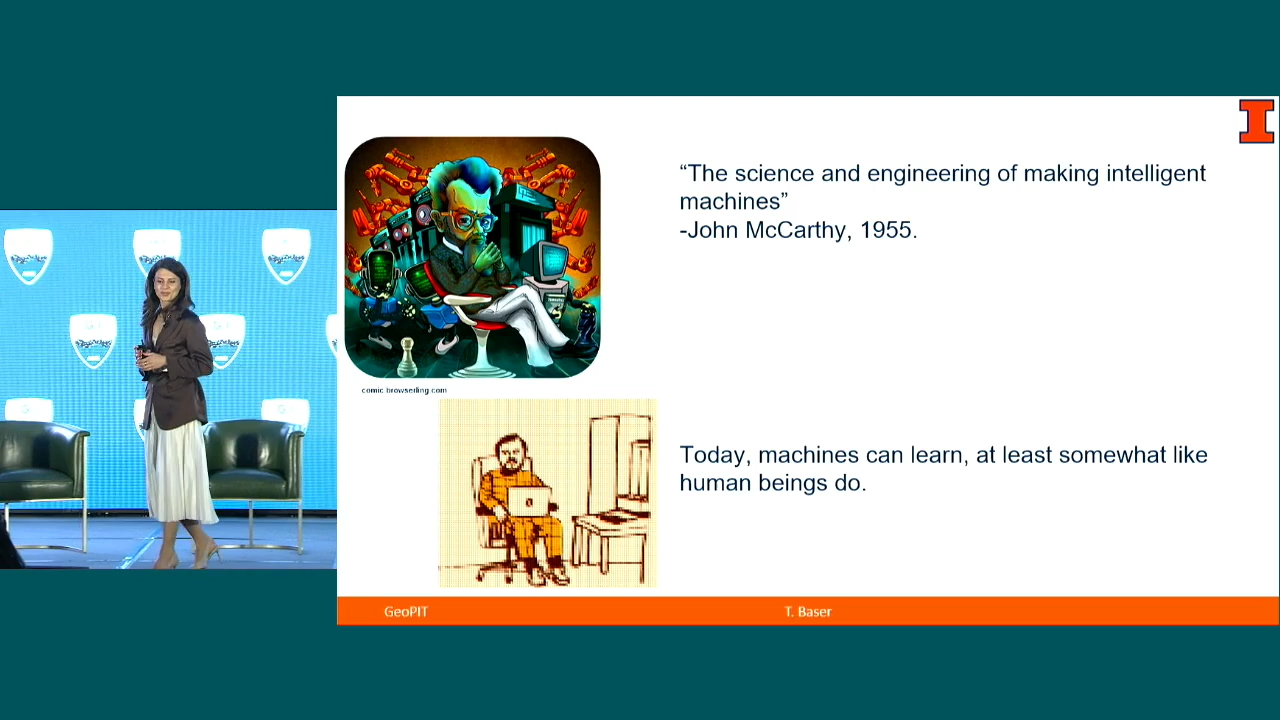 “The science and engineering of making intelligent
machines”
-John McCarthy, 1955.
comic browserling com
Today, machines can learn, at least somewhat like
human beings do.
GeoPIT
T. Baser